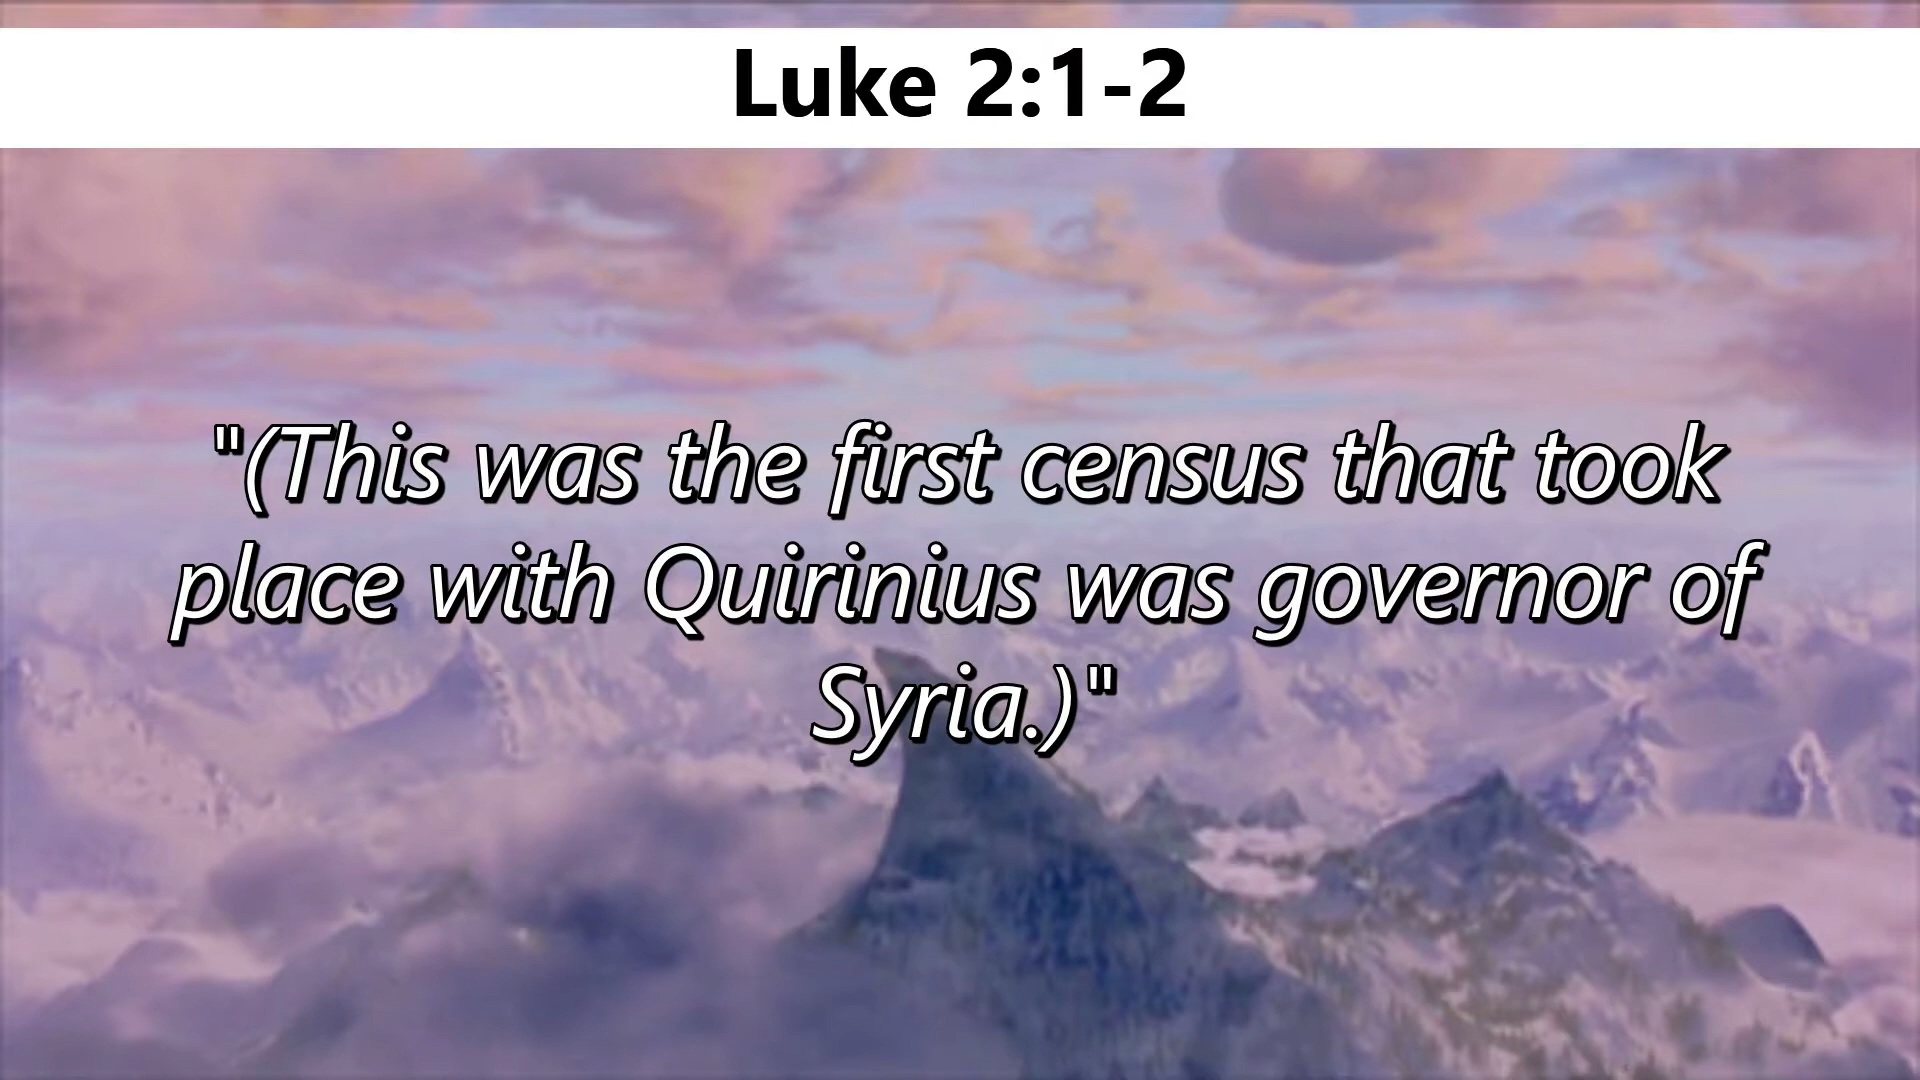 Luke 2:1-2
"(This was the first census that took
place with Quirinius was governor of
Syria.)"